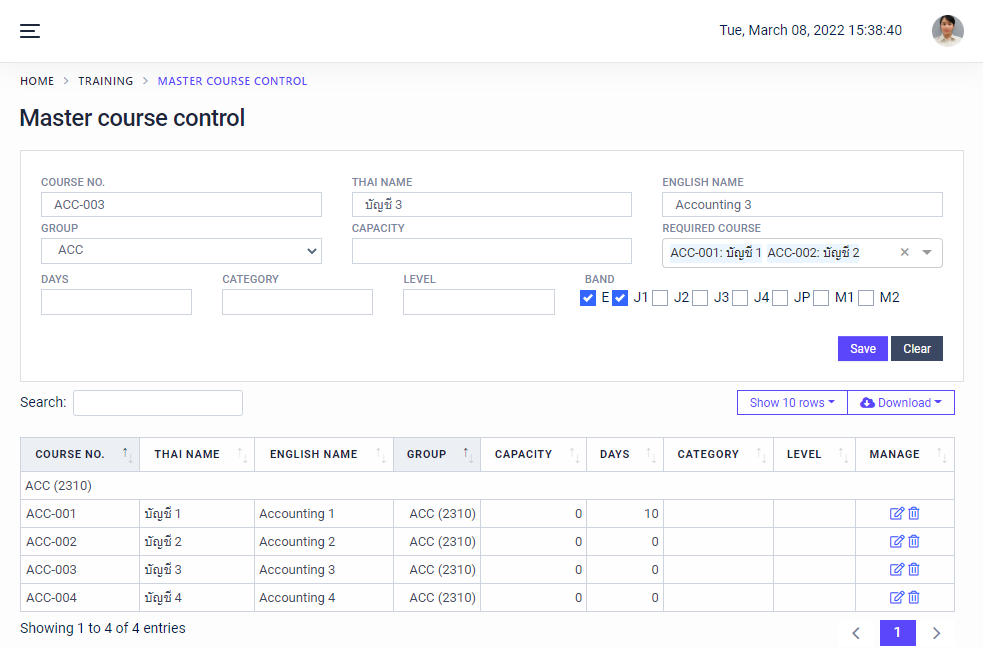 Tue, March 08, 2022 15:38:40
HOME > TRAINING > MASTER COURSE CONTROL
Master course control
COURSE NO. THAI NAME ENGLISH NAME
ACC-003 บัญชี 3 Accounting 3
GROUP CAPACITY REQUIRED COURSE
ACC ACC-001: บัญชี 1 ACC-002: บัญชี 2 ×
DAYS CATEGORY LEVEL BAND
E J1 J2 J3 J4 JP M1 M2
Save Clear
Search: Show 10 rows Download
COURSE NO. THAI NAME ENGLISH NAME GROUP CAPACITY DAYS CATEGORY LEVEL MANAGE
ACC (2310)
ACC-001 บัญชี 1 Accounting 1 ACC (2310) 0 10
ACC-002 บัญชี 2 Accounting 2 ACC (2310) 0 0
ACC-003 บัญชี 3 Accounting 3 ACC (2310) 0 0
ACC-004 บัญชี 4 Accounting 4 ACC (2310) 0 0
Showing 1 to 4 of 4 entries
1